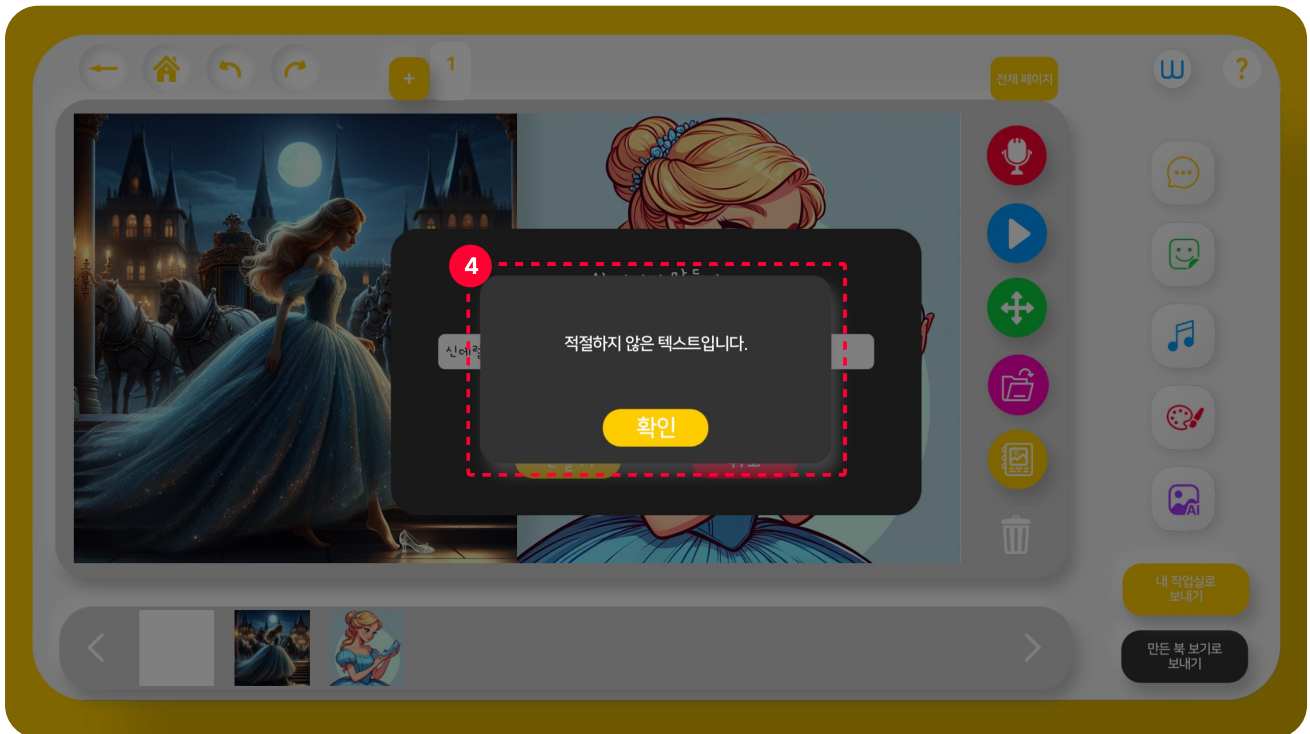 +
1
전체 페이지
?
4
적절하지 않은 텍스트입니다.
확인
AI
내 작업실로
보내기
만든 북 보기로
보내기